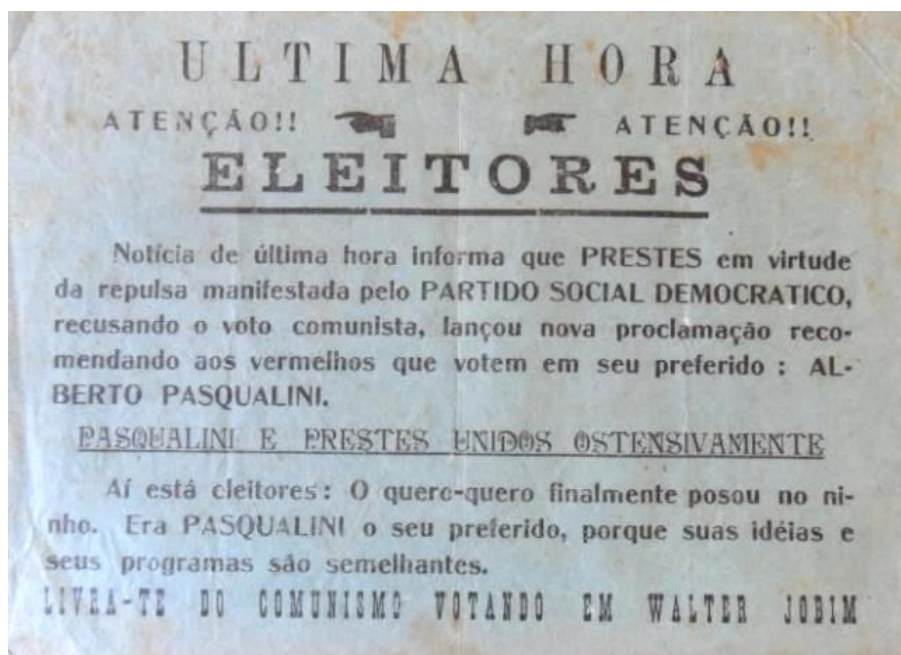 ULTIMA HORA
ATENÇÃO!! ATENÇÃO!!
ELEITORES
Notícia de última hora informa que PRESTES em virtude
da repulsa manifestada pelo PARTIDO SOCIAL DEMOCRATICO,
recusando o voto comunista, lançou nova proclamação reco-
mendando aos vermelhos que votem em seu preferido : AL-
BERTO PASQUALINI.
PASQUALINI E PRESTES UNIDOS OSTENSIVAMENTE
Aí está eleitores : O quero-quero finalmente posou no ni-
nho. Era PASQUALINI o seu preferido, porque suas idéias e
seus programas são semelhantes.
LIVRA-TE DO COMUNISMO VOTANDO EM WALTER JOBIM